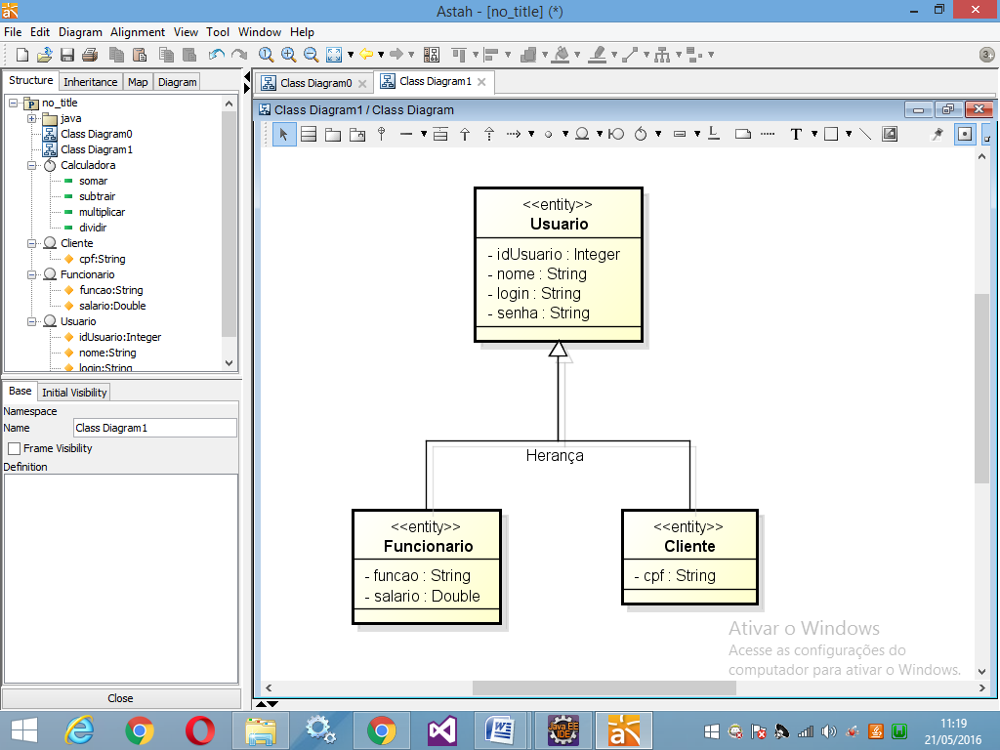 Astah - [no_title] (*)
File Edit Diagram Alignment View Tool Window Help
Structure Inheritance Map Diagram
no_title
java
Class Diagram0
Class Diagram1
Calculadora
somar
subtrair
multiplicar
dividir
Cliente
cpf:String
Funcionario
funcao:String
salario:Double
Usuario
idUsuario:Integer
nome:String
login:String
Base Initial Visibility
Namespace
Name Class Diagram1
Frame Visibility
Definition
Close
Class Diagram0 Class Diagram1
Class Diagram1 / Class Diagram
T
<<entity>>
Usuario
- idUsuario : Integer
- nome : String
- login : String
- senha : String
Herança
<<entity>>
Funcionario
- funcao : String
- salario : Double
<<entity>>
Cliente
- cpf : String
Ativar o Windows
Acesse as configurações do
computador para ativar o Windows.
Java EE
IDE
11:19
21/05/2016